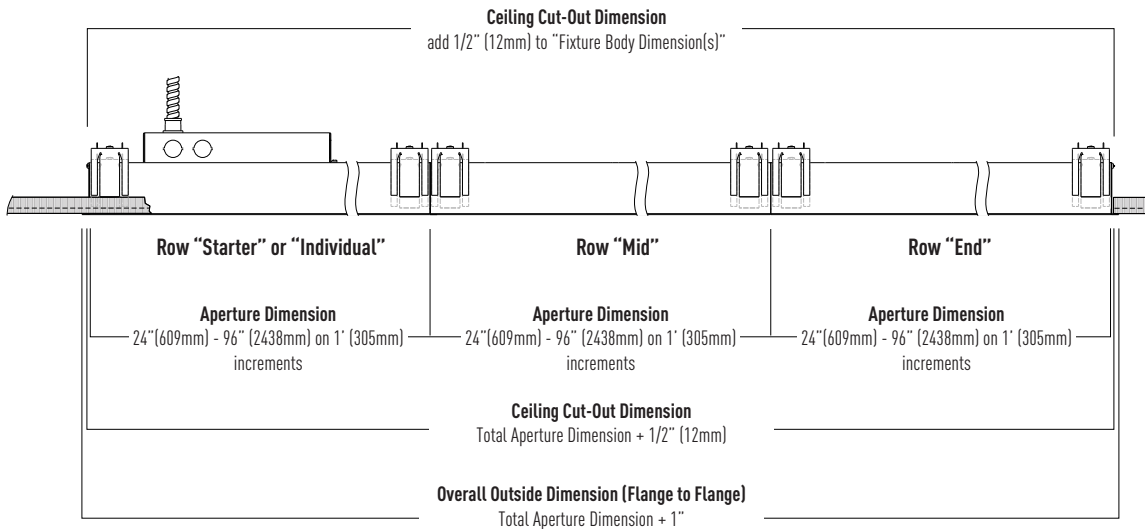 Ceiling Cut-Out Dimension
add 1/2" (12mm) to "Fixture Body Dimension(s)"
Row "Starter" or "Individual"
Row "Mid"
Row "End"
Aperture Dimension
24"(609mm) - 96" (2438mm) on 1' (305mm)
increments
Aperture Dimension
24"(609mm) - 96" (2438mm) on 1' (305mm)
increments
Aperture Dimension
24"(609mm) - 96" (2438mm) on 1' (305mm)
increments
Ceiling Cut-Out Dimension
Total Aperture Dimension + 1/2" (12mm)
Overall Outside Dimension (Flange to Flange)
Total Aperture Dimension + 1"